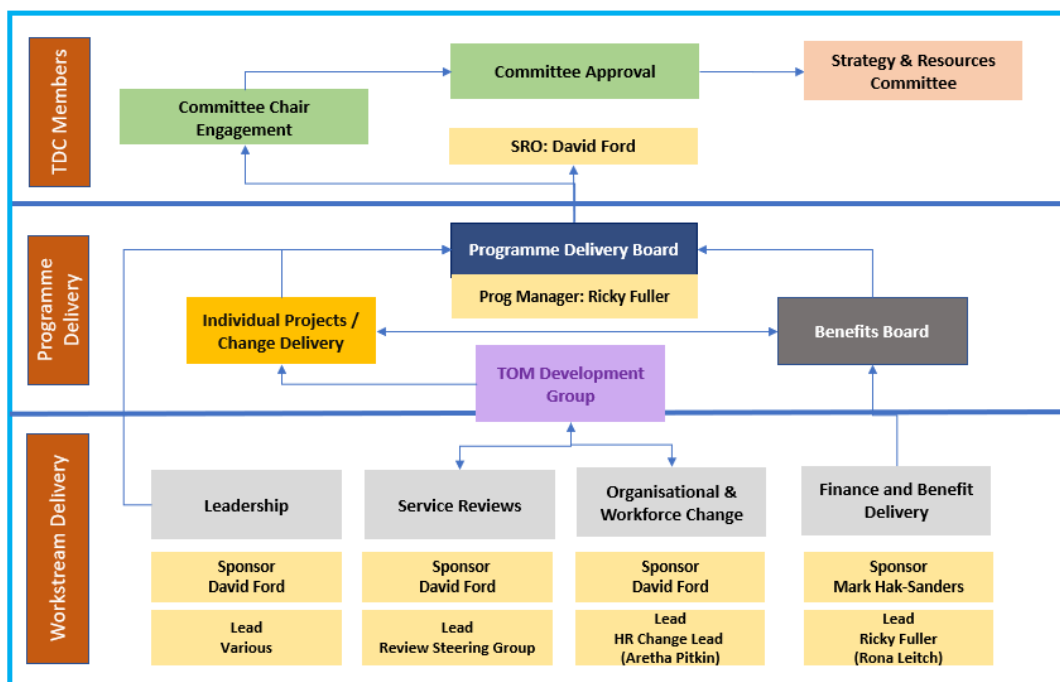 TDC Members
Committee Chair
Engagement
Committee Approval
Strategy & Resources
Committee
SRO: David Ford
Programme
Delivery
Programme Delivery Board
Prog Manager: Ricky Fuller
Individual Projects /
Change Delivery
Benefits Board
TOM Development
Group
Workstream Delivery
Leadership
Service Reviews
Organisational &
Workforce Change
Finance and Benefit
Delivery
Sponsor
David Ford
Sponsor
David Ford
Sponsor
David Ford
Sponsor
Mark Hak-Sanders
Lead
Various
Lead
Review Steering Group
Lead
HR Change Lead
(Aretha Pitkin)
Lead
Ricky Fuller
(Rona Leitch)